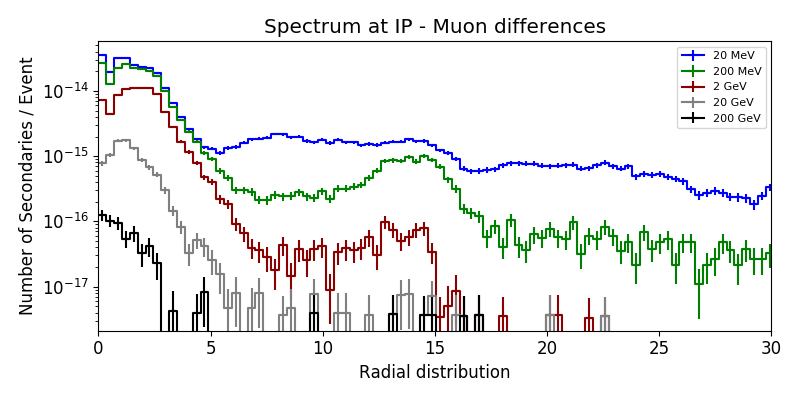 Spectrum at IP - Muon differences
Number of Secondaries / Event
10⁻¹⁴
10⁻¹⁵
10⁻¹⁶
10⁻¹⁷
20 MeV
200 MeV
2 GeV
20 GeV
200 GeV
0 5 10 15 20 25 30
Radial distribution